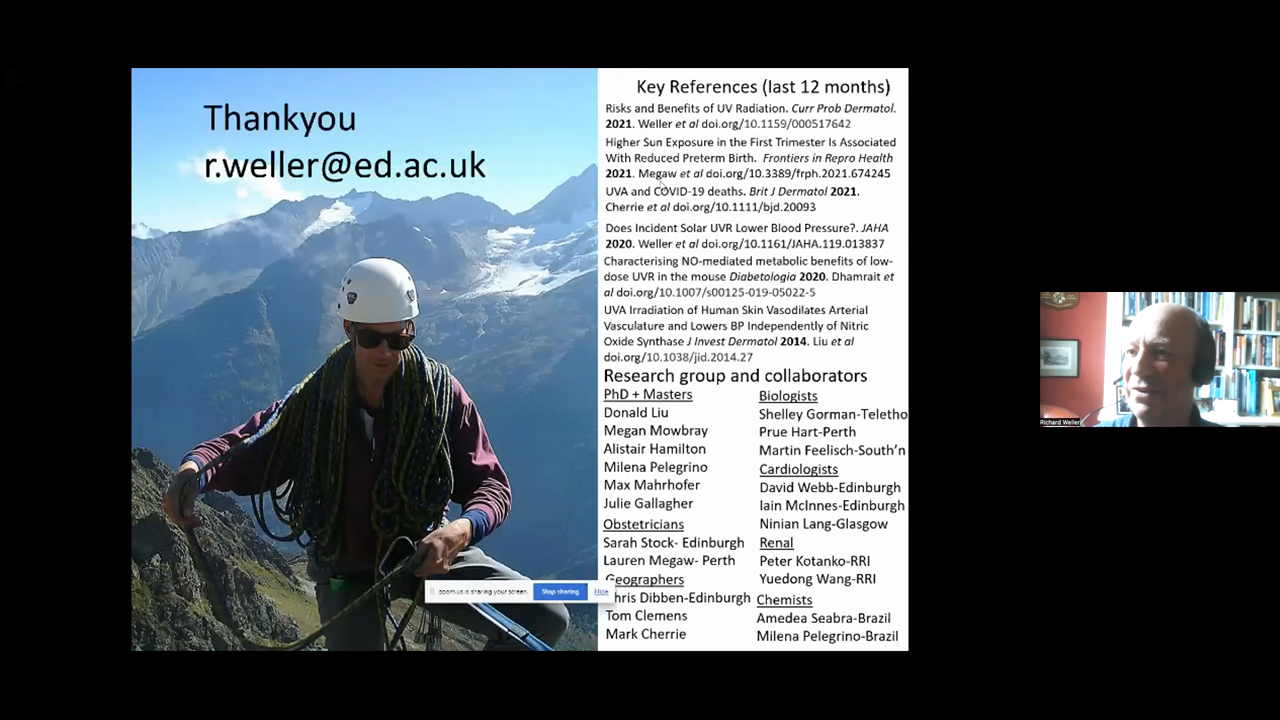 Thankyou
r.weller@ed.ac.uk
Key References (last 12 months)
Risks and Benefits of UV Radiation. Curr Prob Dermatol.
2021. Weller et al doi.org/10.1159/000517642
Higher Sun Exposure in the First Trimester Is Associated
With Reduced Preterm Birth. Frontiers in Repro Health
2021. Megaw et al doi.org/10.3389/frph.2021.674245
UVA and COVID-19 deaths. Brit J Dermatol 2021.
Cherrie et al doi.org/10.1111/bjd.20093
Does Incident Solar UVR Lower Blood Pressure?. JAHA
2020. Weller et al doi.org/10.1161/JAHA.119.013837
Characterising NO-mediated metabolic benefits of low-
dose UVR in the mouse Diabetologia 2020. Dhamrait et
al doi.org/10.1007/s00125-019-05022-5
UVA Irradiation of Human Skin Vasodilates Arterial
Vasculature and Lowers BP Independently of Nitric
Oxide Synthase J Invest Dermatol 2014. Liu et al
doi.org/10.1038/jid.2014.27
Research group and collaborators
PhD + Masters
Donald Liu
Megan Mowbray
Alistair Hamilton
Milena Pelegrino
Max Mahrhofer
Julie Gallagher
Obstetricians
Sarah Stock- Edinburgh
Lauren Megaw- Perth
Geographers
hris Dibben-Edinburgh
Tom Clemens
Mark Cherrie
Biologists
Shelley Gorman-Teletho
Prue Hart-Perth
Martin Feelisch-South'n
Cardiologists
David Webb-Edinburgh
Iain McInnes-Edinburgh
Ninian Lang-Glasgow
Renal
Peter Kotanko-RRI
Yuedong Wang-RRI
Chemists
Amedea Seabra-Brazil
Milena Pelegrino-Brazil
zoom.us is sharing your screen.
Stop sharing
Hide
Richard Weller